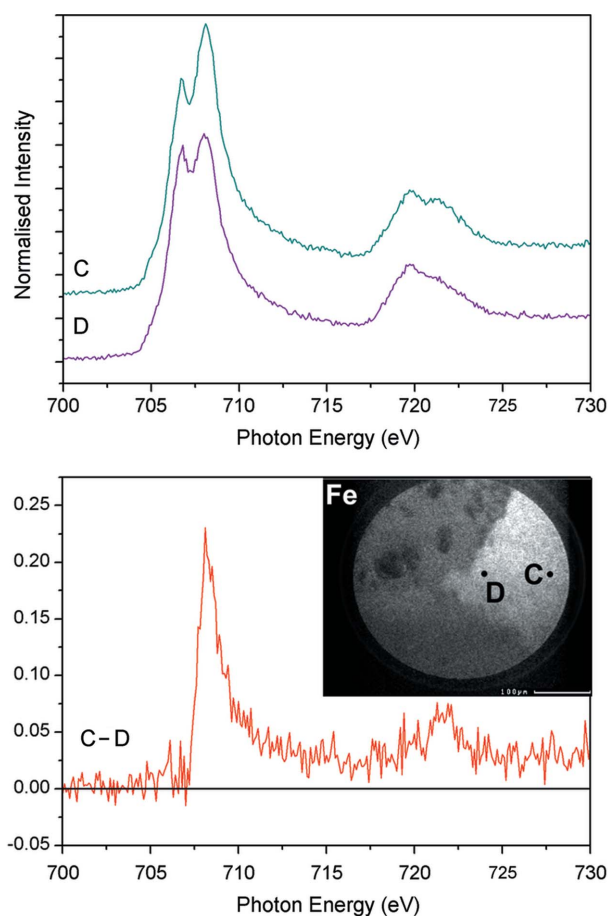 Normalised Intensity
C
D
700 705 710 715 720 725 730
Photon Energy (eV)
0.25
0.20
0.15
0.10
0.05
0.00
-0.05
C–D
Fe
D C
100µm
700 705 710 715 720 725 730
Photon Energy (eV)